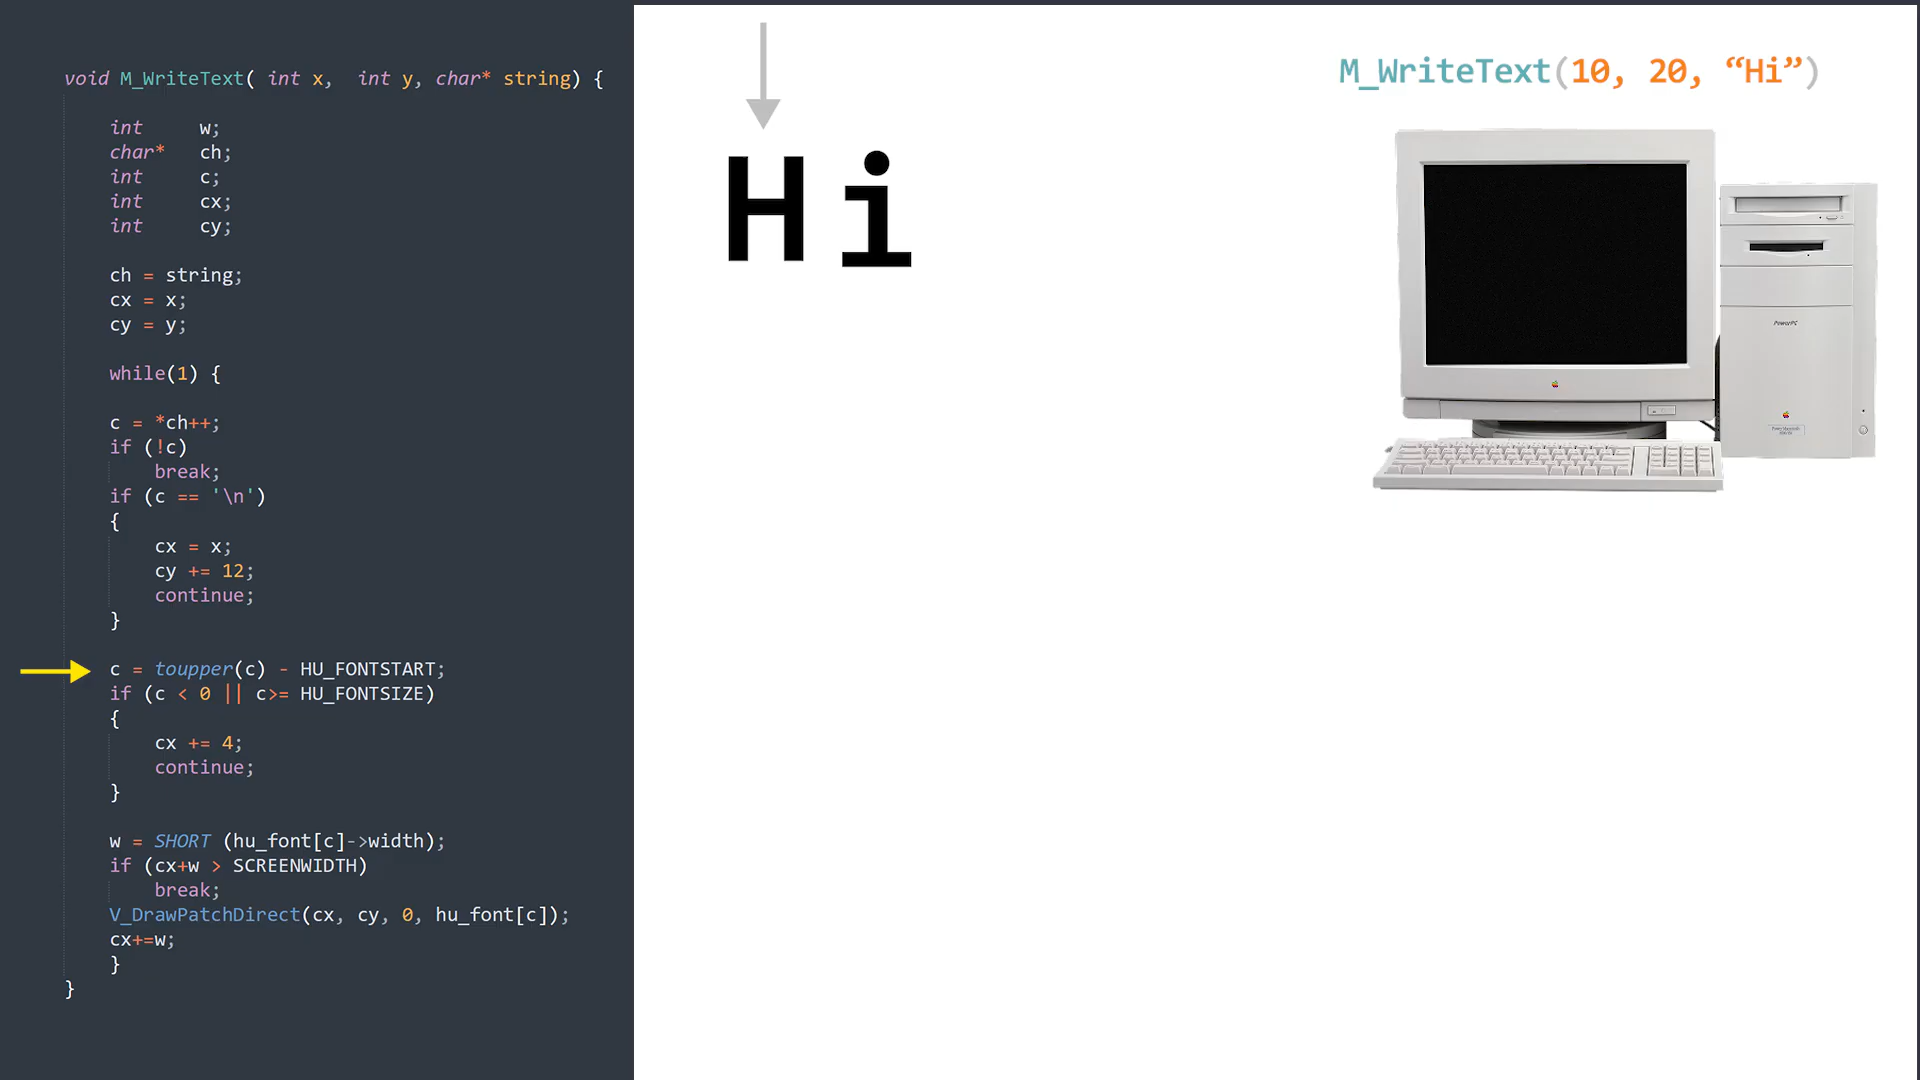 void M_WriteText( int x,  int y, char* string) {
int     w;
char*   ch;
int     c;
int     cx;
int     cy;
ch = string;
cx = x;
cy = y;
while(1) {
c = *ch++;
if (!c)
break;
if (c == '\n')
{
cx = x;
cy += 12;
continue;
}
c = toupper(c) - HU_FONTSTART;
if (c < 0 || c>= HU_FONTSIZE)
{
cx += 4;
continue;
}
w = SHORT (hu_font[c]->width);
if (cx+w > SCREENWIDTH)
break;
V_DrawPatchDirect(cx, cy, 0, hu_font[c]);
cx+=w;
}
}
Hi
M_WriteText(10, 20, “Hi”)
PowerPC